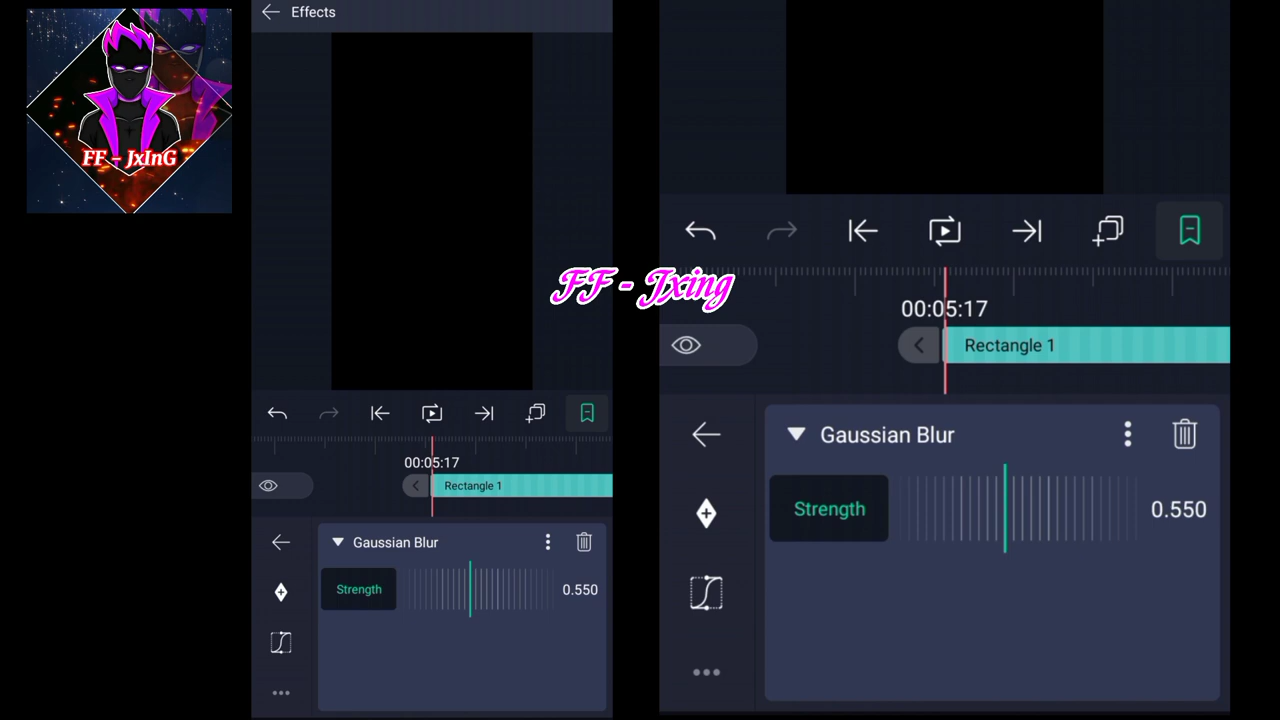 FF - JxInG
Effects
00:05:17
Rectangle 1
Gaussian Blur
Strength
0.550
FF - Jxing
00:05:17
Rectangle 1
Gaussian Blur
Strength
0.550